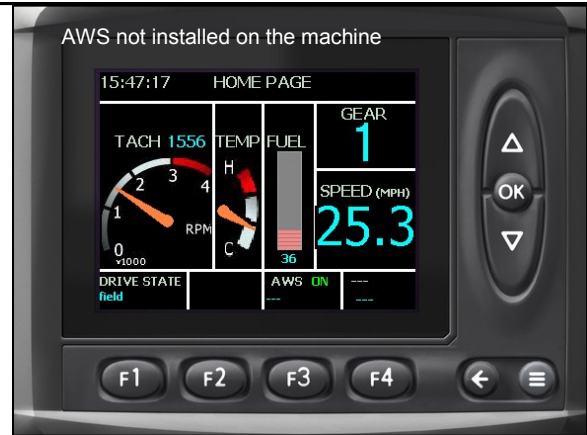 AWS not installed on the machine
15:47:17 HOME PAGE
TACH 1556
TEMP
FUEL
GEAR
1
0
1
2
3
4
x1000
RPM
H
C
36
SPEED (MPH)
25.3
DRIVE STATE
field
AWS ON
---
---
---
OK
F1 F2 F3 F4